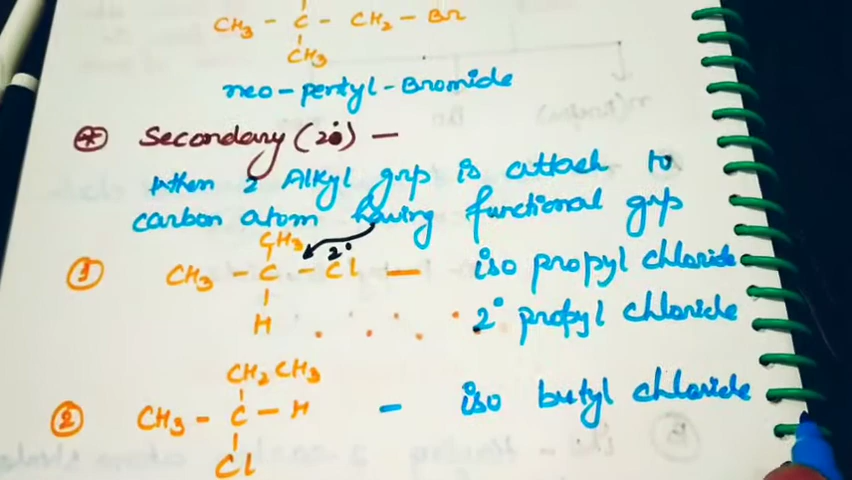 CH3 - C - CH2 - Br
CH3
neo-pentyl-Bromide
* Secondary (2°) -
When 2 Alkyl grp is attach to
carbon atom having functional grp
CH3 2°
1 CH3 - C - Cl - iso propyl chloride
H 2° propyl chloride
CH2CH3
2 CH3 - C - H - iso butyl chloride
Cl